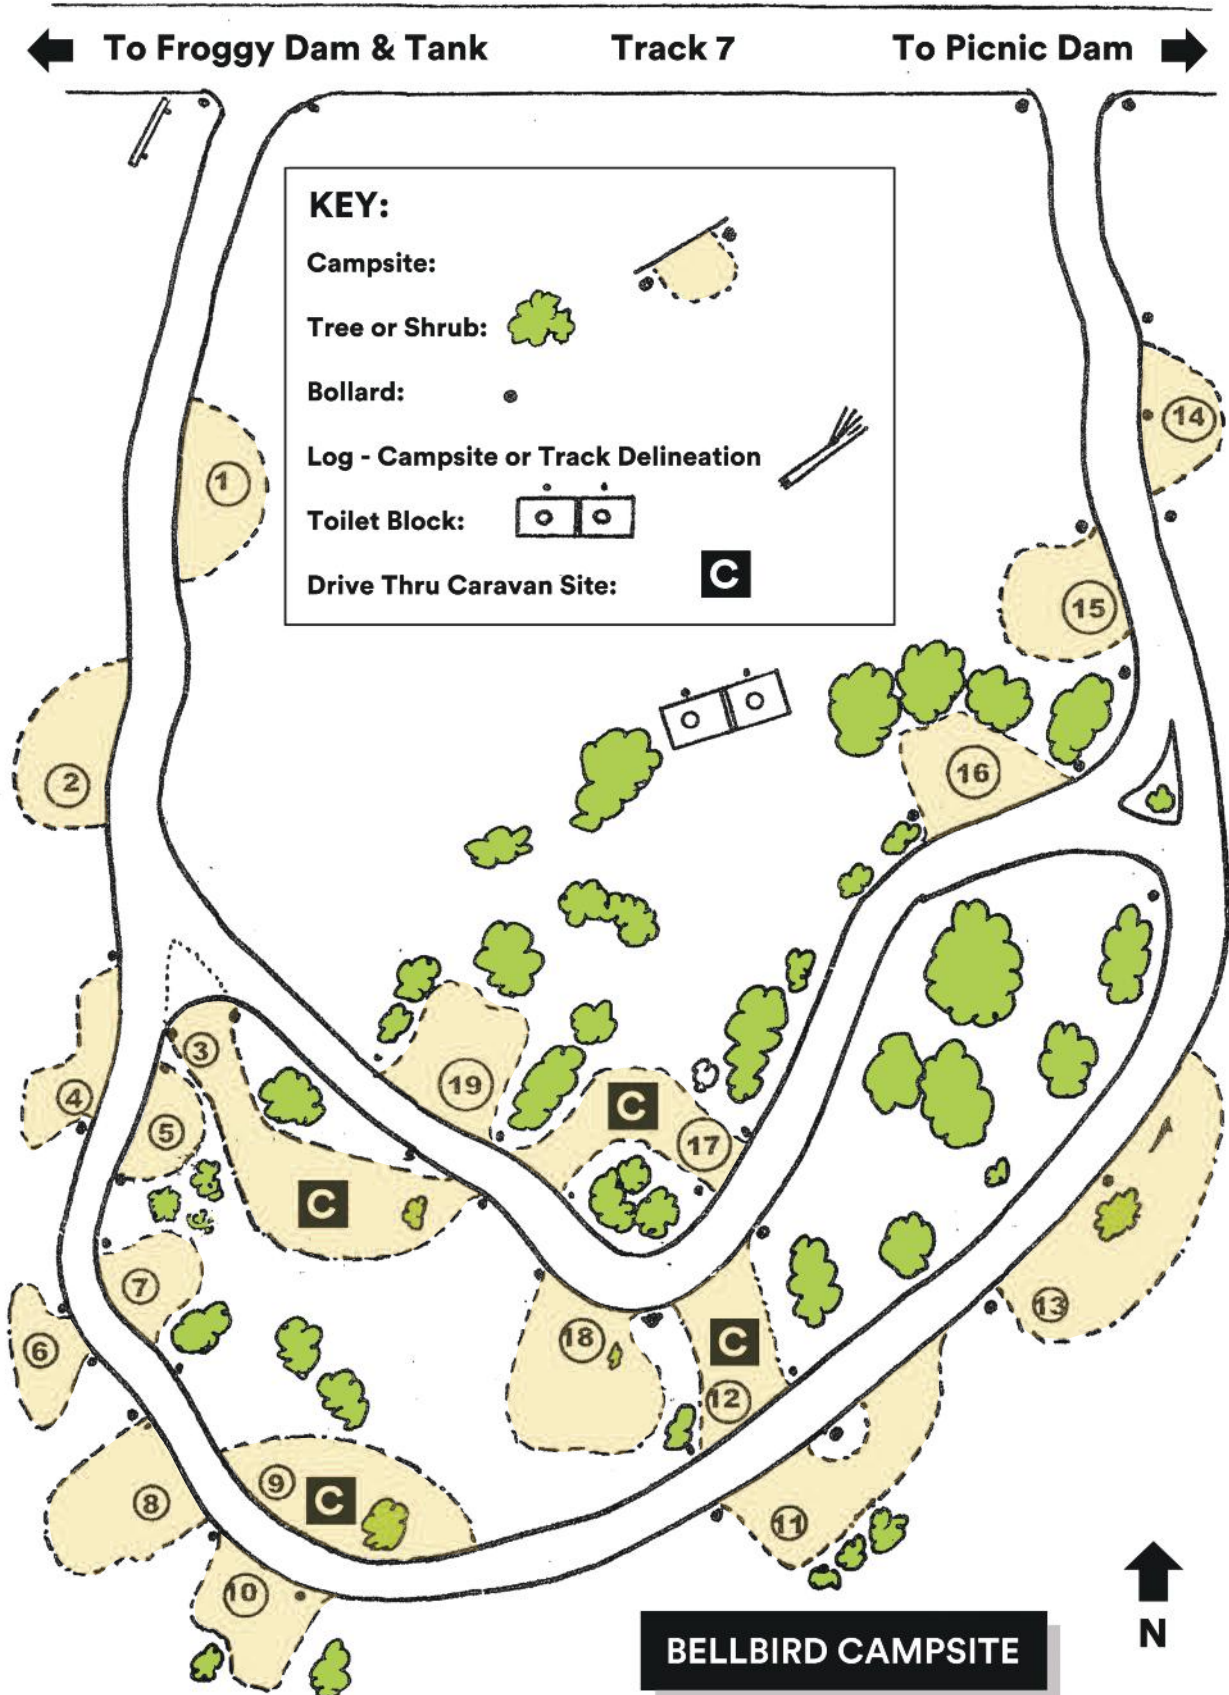 To Froggy Dam & Tank
Track 7
To Picnic Dam
KEY:
Campsite:
Tree or Shrub:
Bollard:
Log - Campsite or Track Delineation
Toilet Block:
Drive Thru Caravan Site:
C
1
14
15
2
16
3
19
C
4
5
17
C
7
6
18
C
13
12
9
C
8
11
10
N
BELLBIRD CAMPSITE